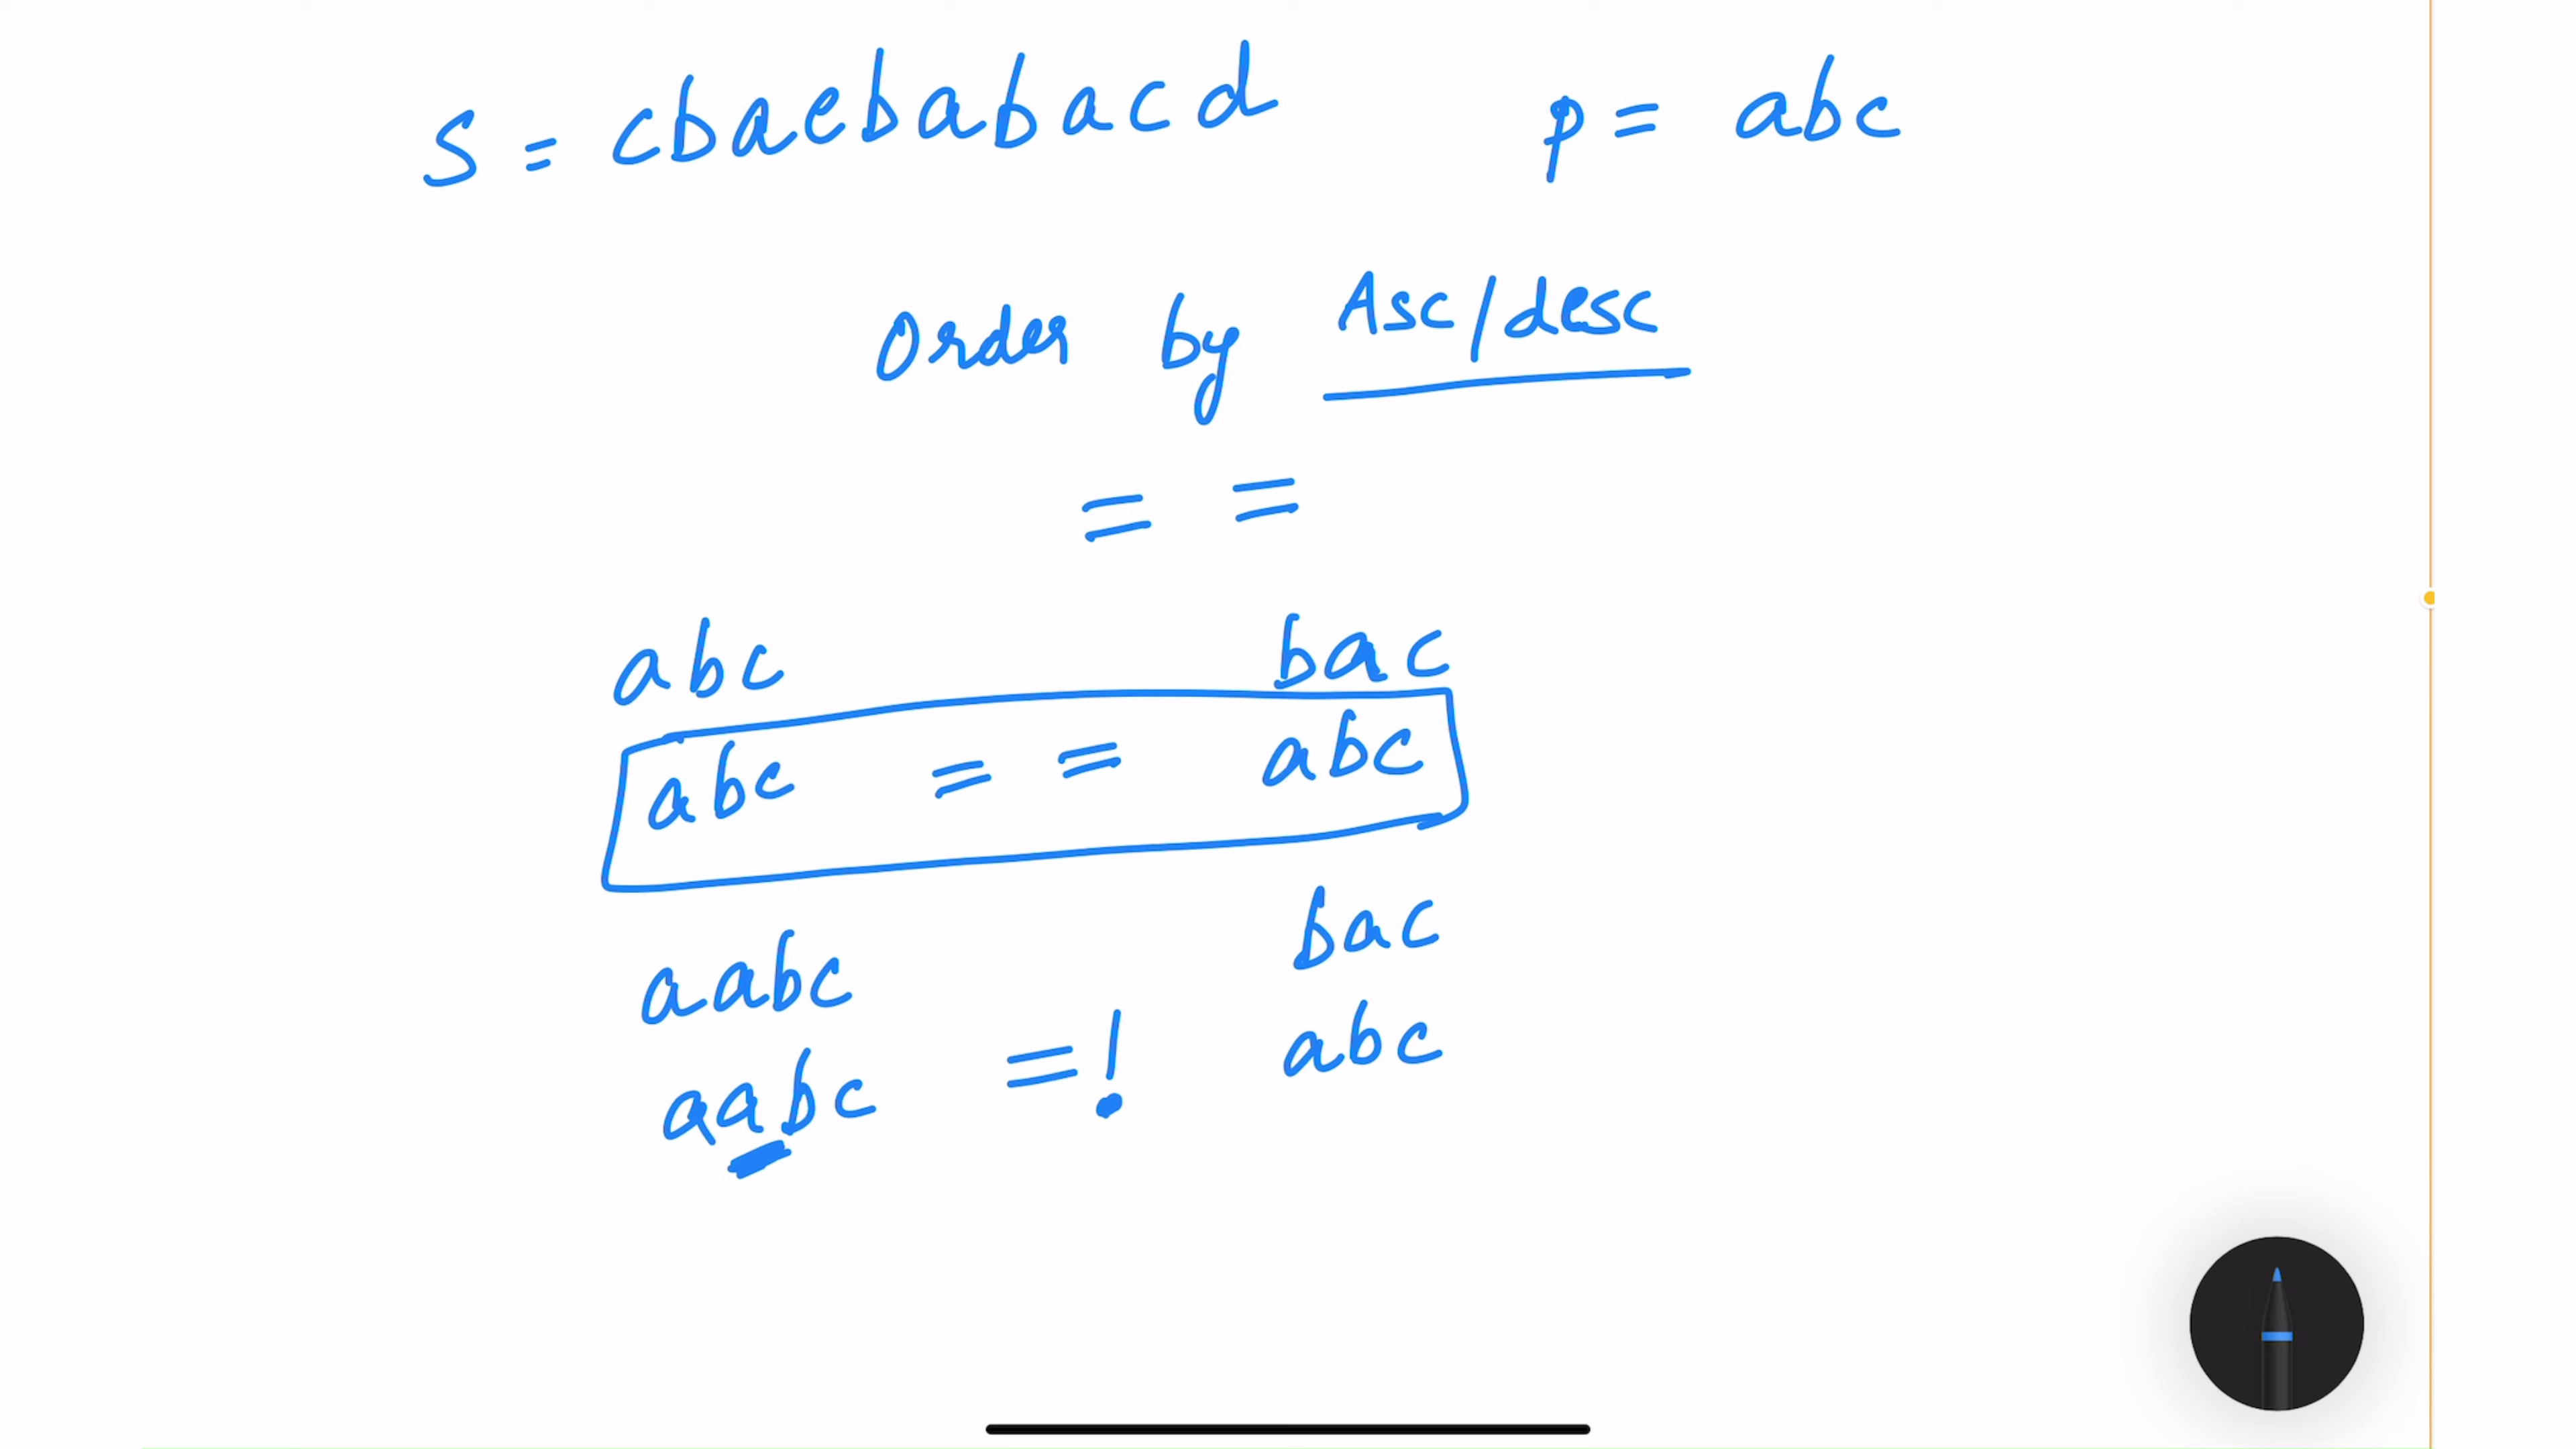 S = cbaebabacd p = abc
Order by Asc/desc
= =
abc bac
abc = = abc
aabc bac
aabc =! abc